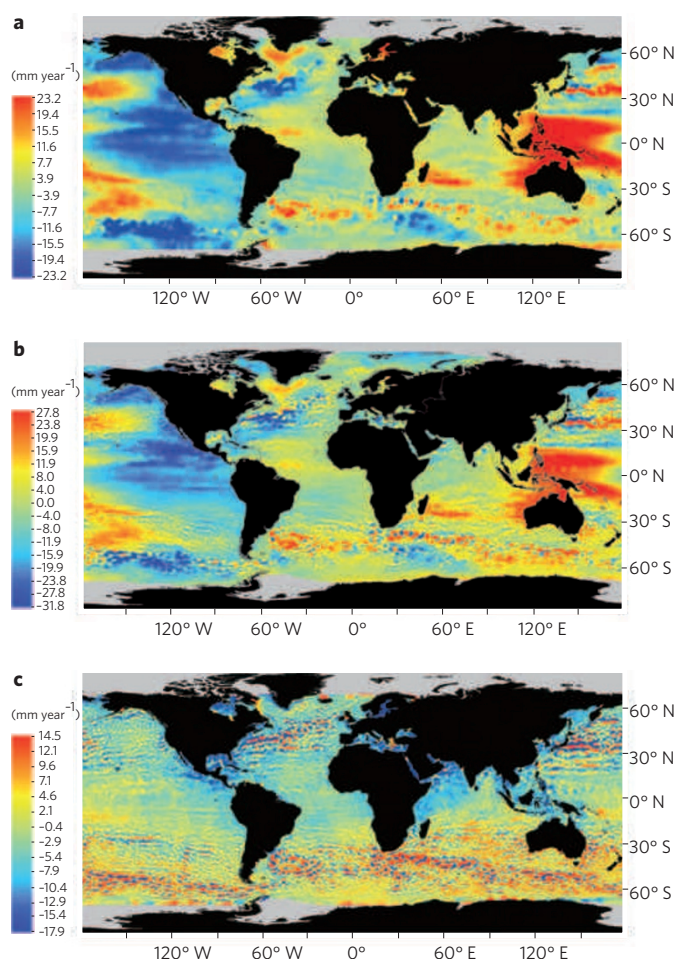 a
(mm year⁻¹)
23.2
19.4
15.5
11.6
7.7
3.9
-3.9
-7.7
-11.6
-15.5
-19.4
-23.2
60° N
30° N
0° N
30° S
60° S
120° W 60° W 0° 60° E 120° E
b
(mm year⁻¹)
27.8
23.8
19.9
15.9
11.9
8.0
4.0
0.0
-4.0
-8.0
-11.9
-15.9
-19.9
-23.8
-27.8
-31.8
60° N
30° N
0° N
30° S
60° S
120° W 60° W 0° 60° E 120° E
c
(mm year⁻¹)
14.5
12.1
9.6
7.1
4.6
2.1
-0.4
-2.9
-5.4
-7.9
-10.4
-12.9
-15.4
-17.9
60° N
30° N
0° N
30° S
60° S
120° W 60° W 0° 60° E 120° E